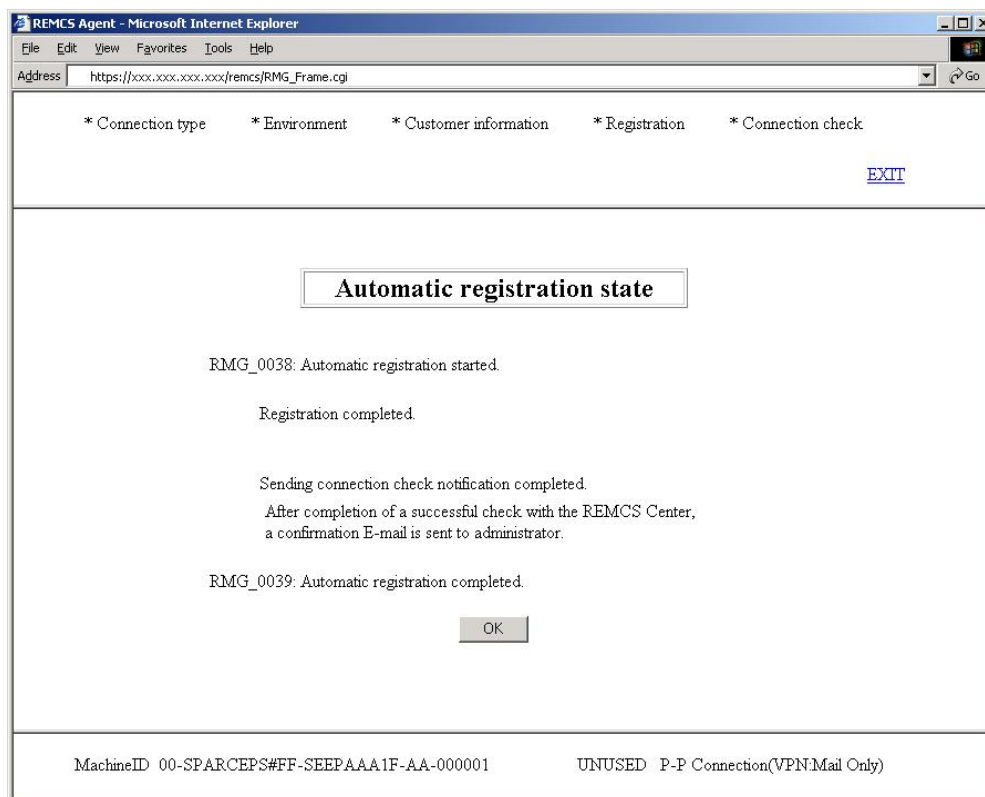 REMCS Agent - Microsoft Internet Explorer
File Edit View Favorites Tools Help
Address https://xxx.xxx.xxx.xxx/remcs/RMG_Frame.cgi Go
* Connection type * Environment * Customer information * Registration * Connection check
EXIT
Automatic registration state
RMG_0038: Automatic registration started.
Registration completed.
Sending connection check notification completed.
After completion of a successful check with the REMCS Center,
a confirmation E-mail is sent to administrator.
RMG_0039: Automatic registration completed.
OK
MachineID 00-SPARCEPS#FF-SEEPAAA1F-AA-000001 UNUSED P-P Connection(VPN:Mail Only)